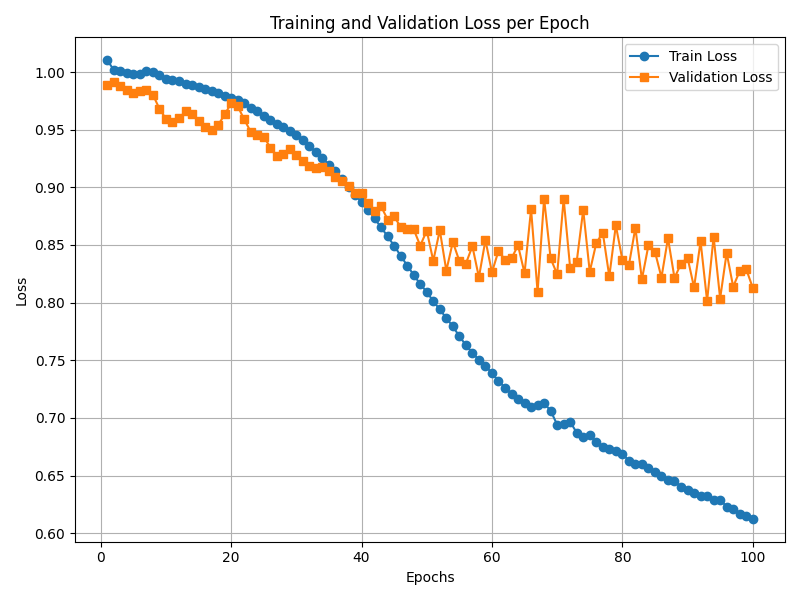 Training and Validation Loss per Epoch
Train Loss
Validation Loss
1.00
0.95
0.90
0.85
0.80
0.75
0.70
0.65
0.60
Loss
0 20 40 60 80 100
Epochs